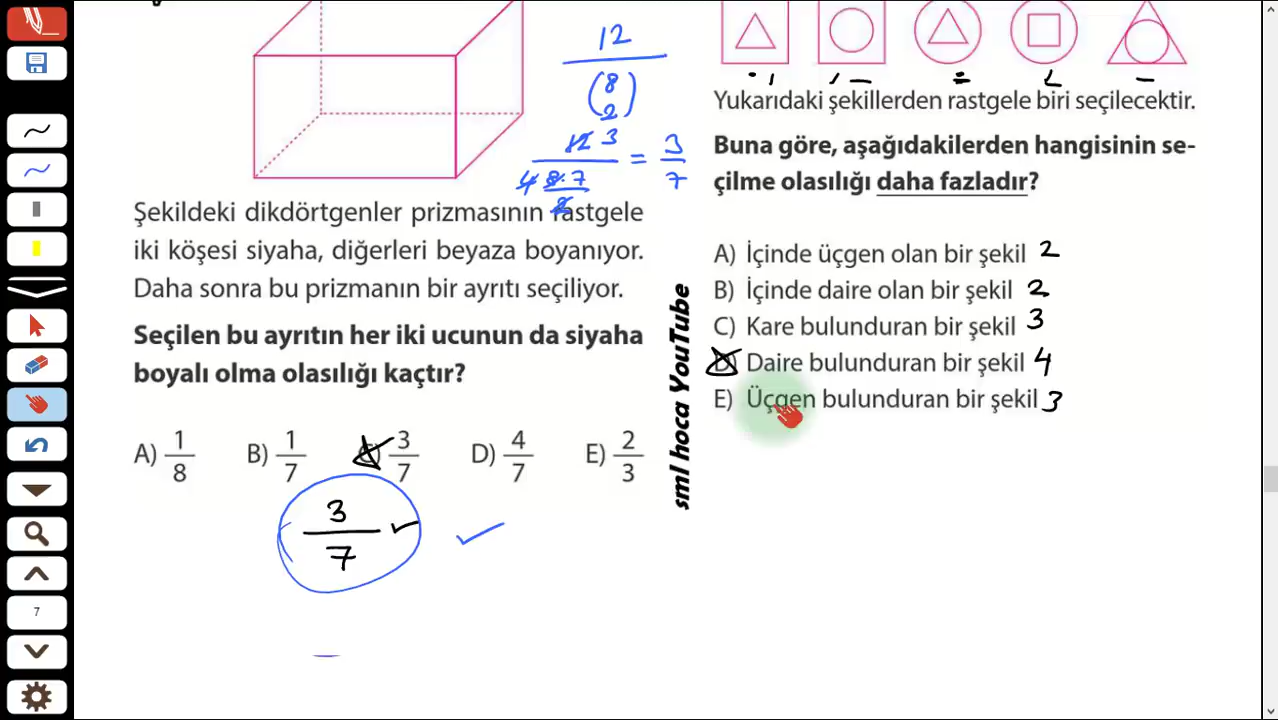 12
(8
2)
12 3
4 8·7
2
= 3
7
Şekildeki dikdörtgenler prizmasının rastgele
iki köşesi siyaha, diğerleri beyaza boyanıyor.
Daha sonra bu prizmanın bir ayrıtı seçiliyor.
Seçilen bu ayrıtın her iki ucunun da siyaha
boyalı olma olasılığı kaçtır?
A) 1/8 B) 1/7 C) 3/7 D) 4/7 E) 2/3
3
7
sml hoca YouTube
Yukarıdaki şekillerden rastgele biri seçilecektir.
Buna göre, aşağıdakilerden hangisinin se-
çilme olasılığı daha fazladır?
A) İçinde üçgen olan bir şekil 2
B) İçinde daire olan bir şekil 2
C) Kare bulunduran bir şekil 3
D) Daire bulunduran bir şekil 4
E) Üçgen bulunduran bir şekil 3
7